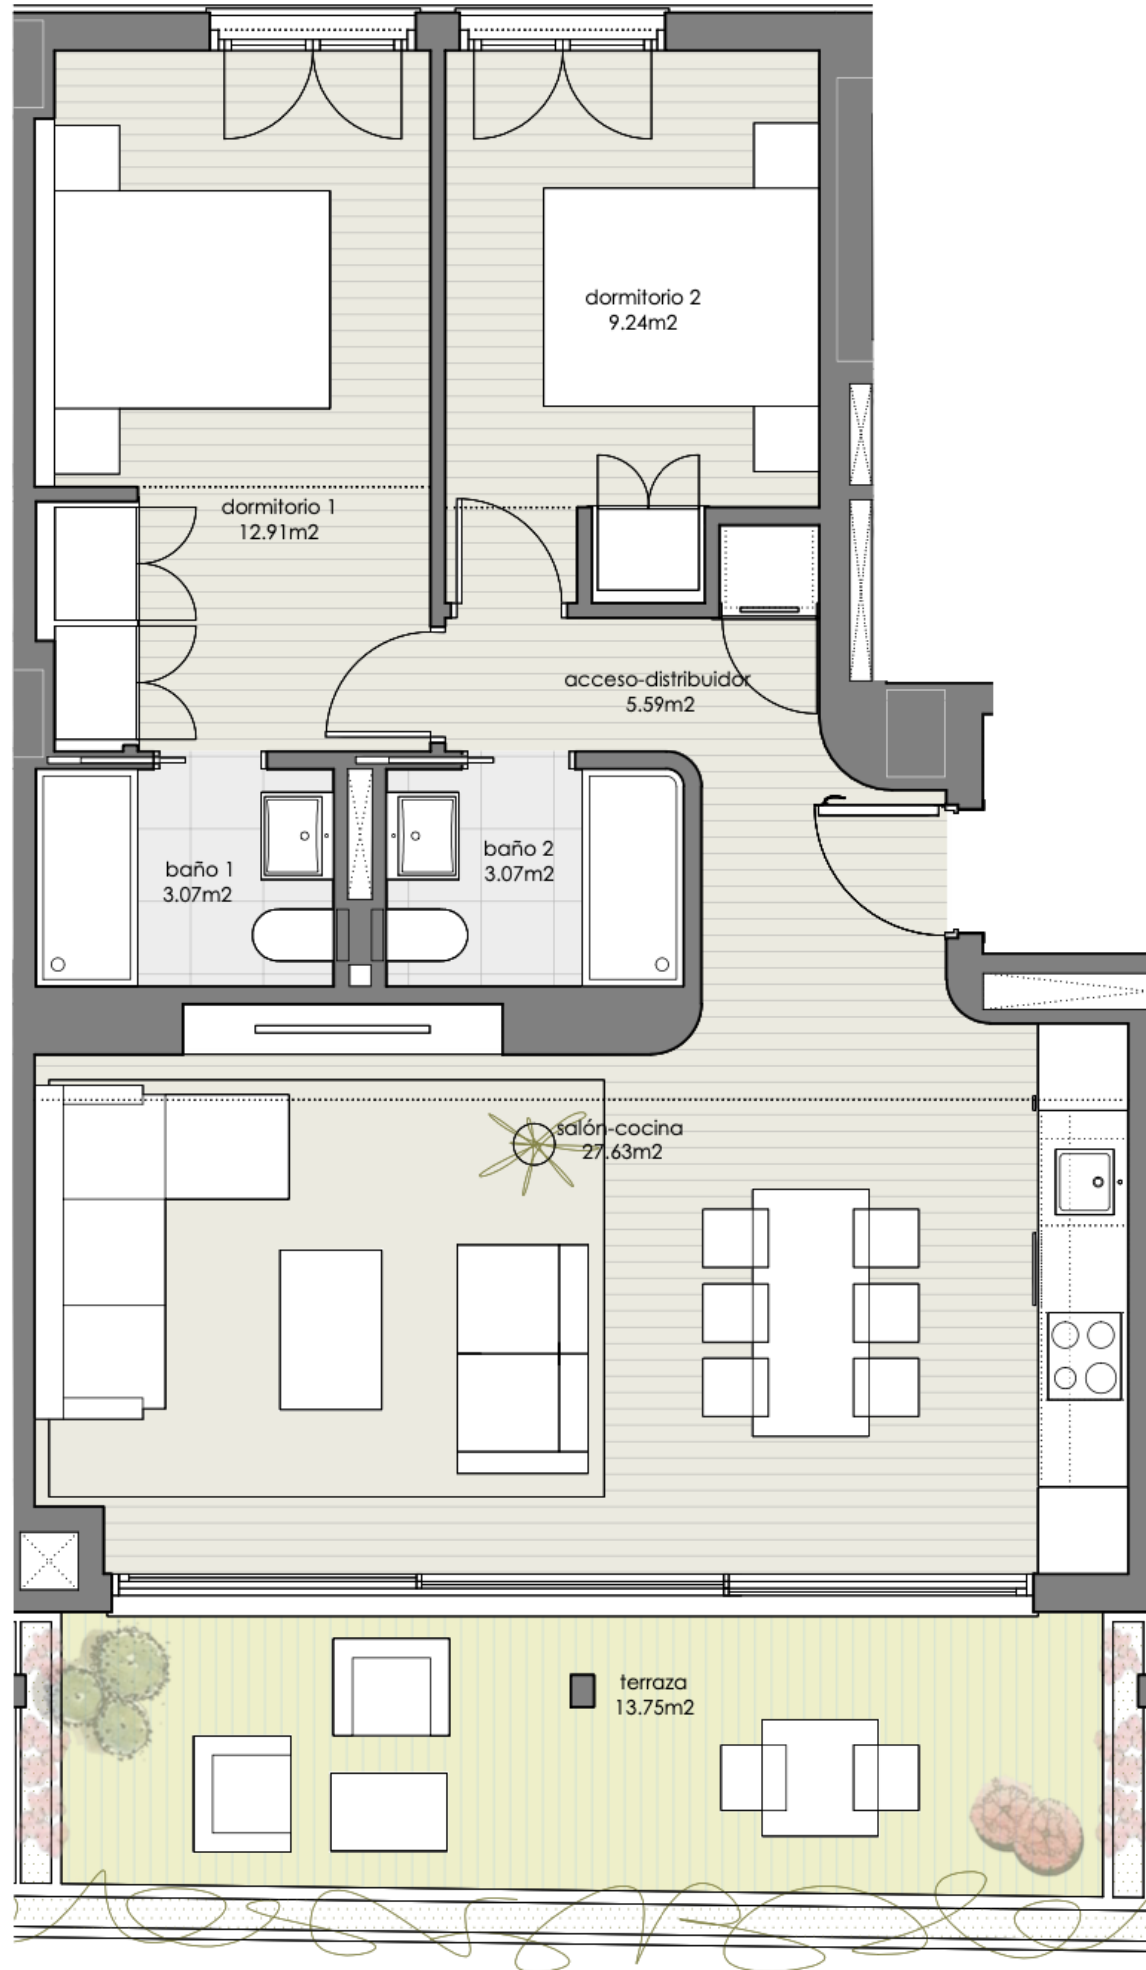 dormitorio 2
9.24m2
dormitorio 1
12.91m2
acceso-distribuidor
5.59m2
baño 1
3.07m2
baño 2
3.07m2
salón-cocina
27.63m2
terraza
13.75m2